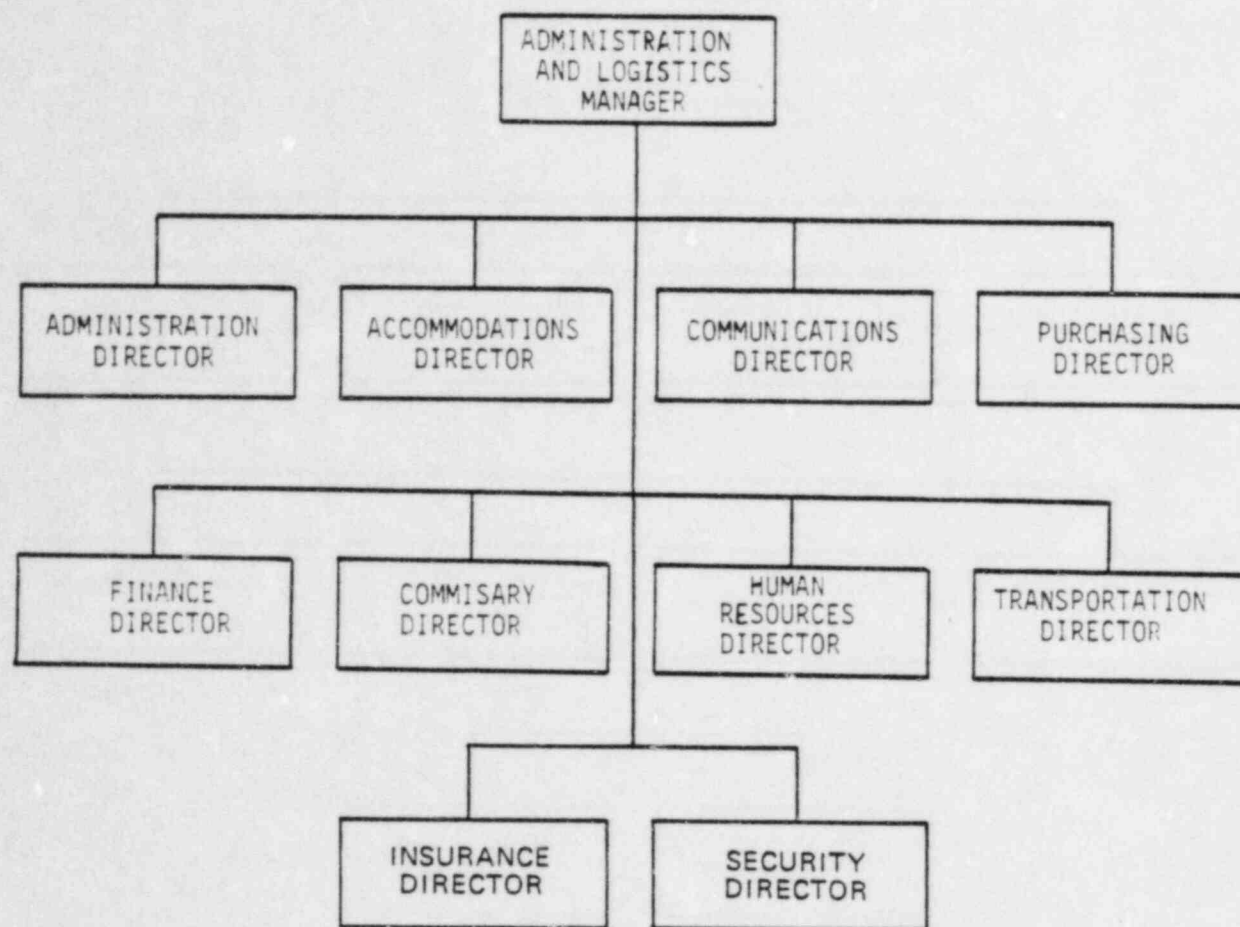 ADMINISTRATION
AND LOGISTICS
MANAGER
ADMINISTRATION
DIRECTOR
ACCOMMODATIONS
DIRECTOR
COMMUNICATIONS
DIRECTOR
PURCHASING
DIRECTOR
FINANCE
DIRECTOR
COMMISARY
DIRECTOR
HUMAN
RESOURCES
DIRECTOR
TRANSPORTATION
DIRECTOR
INSURANCE
DIRECTOR
SECURITY
DIRECTOR